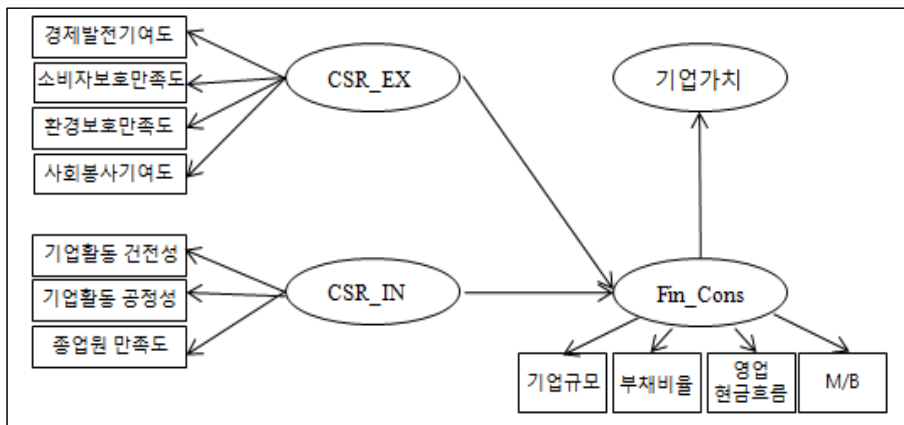 경제발전기여도
소비자보호만족도
환경보호만족도
사회봉사기여도
CSR_EX
기업가치
기업활동 건전성
기업활동 공정성
종업원 만족도
CSR_IN
Fin_Cons
기업규모
부채비율
영업
현금흐름
M/B